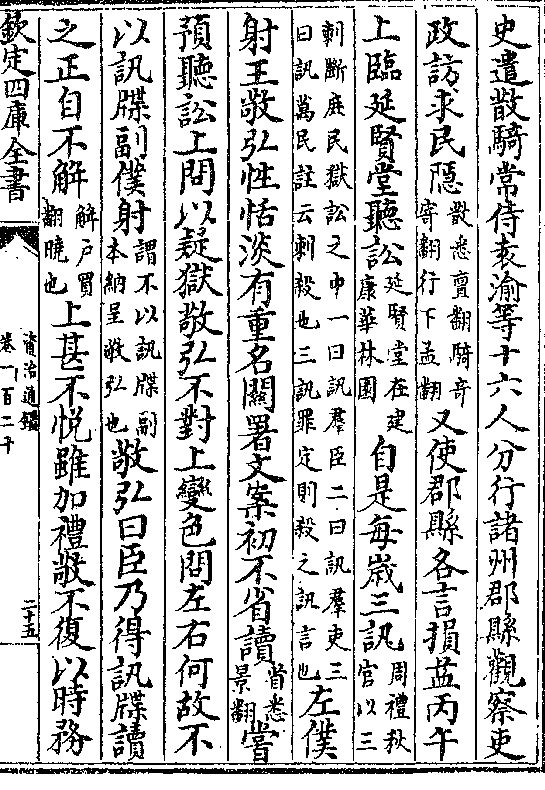 史遣散騎常侍袁渝等十六人分行諸州郡縣觀察吏
政訪求民隱散悉亶翻騎奇寄翻行下孟翻又使郡縣各言損益丙午
上臨延賢堂聽訟延賢堂在建康華林園自是每歲三訊周禮秋官以三
刺斷庶民獄訟之中一曰訊羣臣二曰訊羣吏三曰訊萬民註云刺殺也三訊罪定則殺之訊言也左僕
射王敬弘性恬淡有重名關署文案初不省讀省悉景翻嘗
預聽訟上問以疑獄敬弘不對上變色問左右何故不
以訊牒副僕射謂不以訊牒副本納呈敬弘也敬弘曰臣乃得訊牒讀
之正自不解解戶買翻曉也上甚不悅雖加禮敬不復以時務
欽定四庫全書
資治通鑑
卷一百二十
二十五